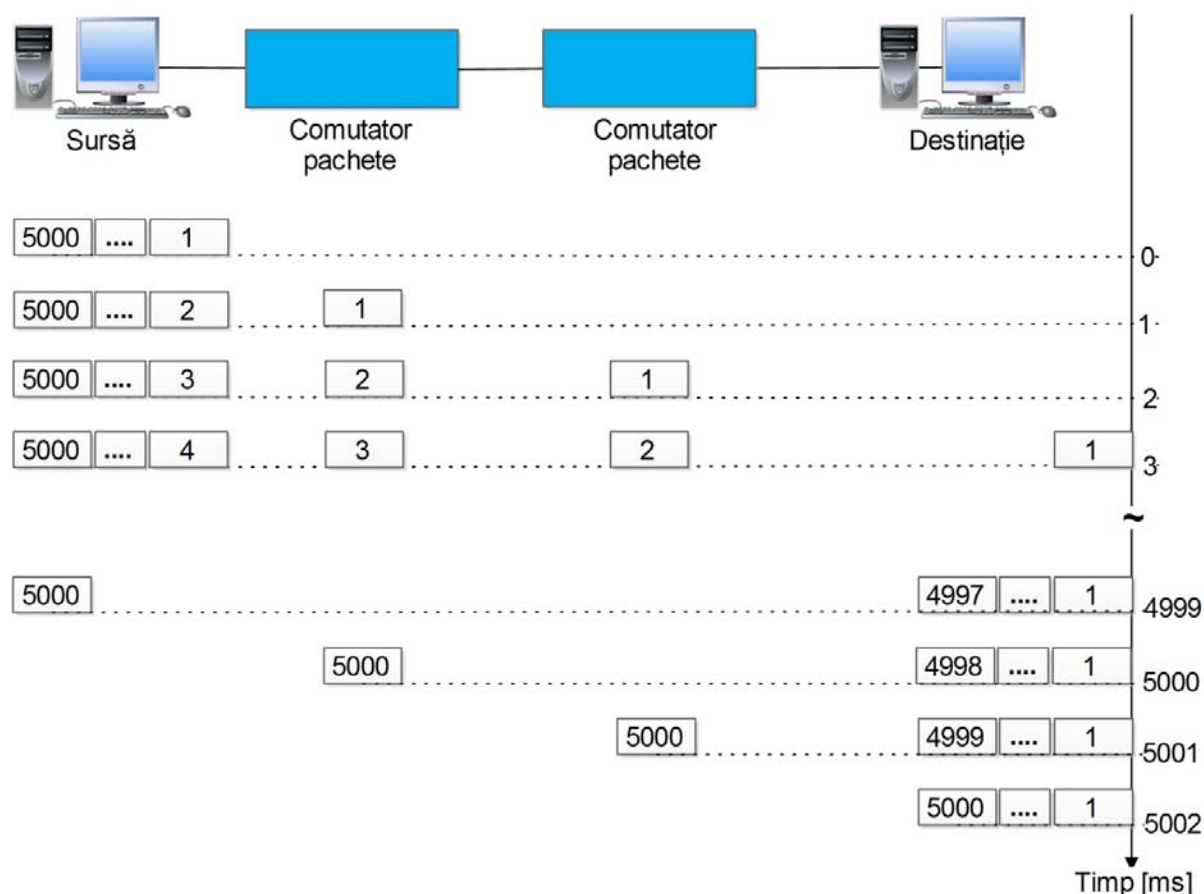 Sursă
Comutator
pachete
Comutator
pachete
Destinație
5000 .... 1
0
5000 .... 2 1
1
5000 .... 3 2 1
2
5000 .... 4 3 2 1
3
~
5000 4997 .... 1
4999
5000 4998 .... 1
5000
5000 4999 .... 1
5001
5000 .... 1
5002
Timp [ms]